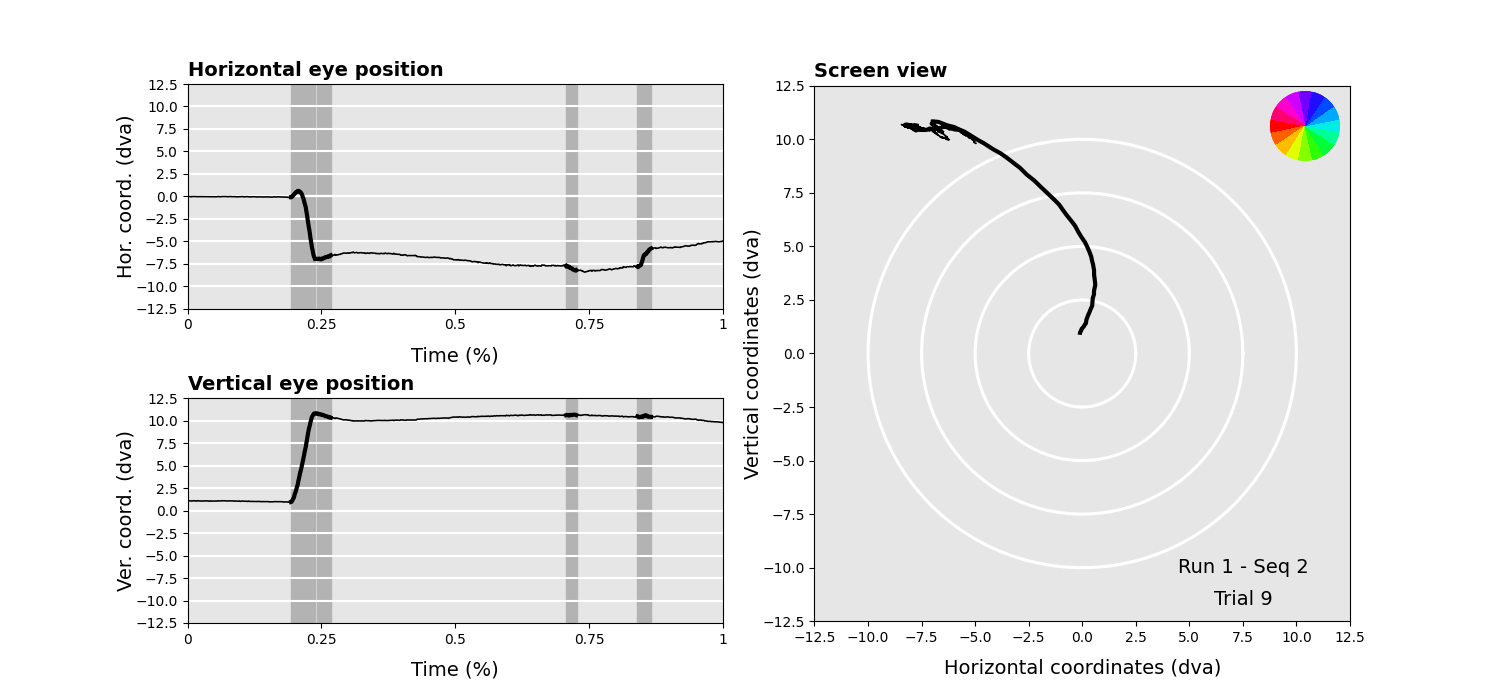 Horizontal eye position
Hor. coord. (dva)
12.5
10.0
7.5
5.0
2.5
0.0
−2.5
−5.0
−7.5
−10.0
−12.5
0 0.25 0.5 0.75 1
Time (%)
Vertical eye position
Ver. coord. (dva)
12.5
10.0
7.5
5.0
2.5
0.0
−2.5
−5.0
−7.5
−10.0
−12.5
0 0.25 0.5 0.75 1
Time (%)
Screen view
Vertical coordinates (dva)
12.5
10.0
7.5
5.0
2.5
0.0
−2.5
−5.0
−7.5
−10.0
−12.5
Run 1 - Seq 2
Trial 9
−12.5 −10.0 −7.5 −5.0 −2.5 0.0 2.5 5.0 7.5 10.0 12.5
Horizontal coordinates (dva)